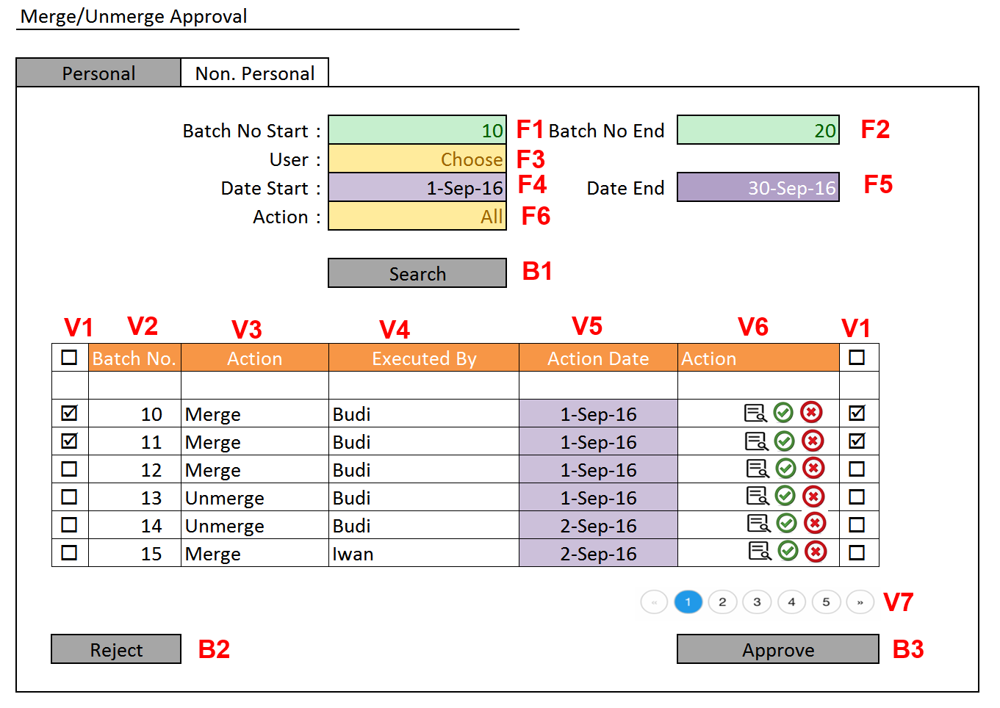 Merge/Unmerge Approval
Personal Non. Personal
Batch No Start : 10 F1 Batch No End 20 F2
User : Choose F3
Date Start : 1-Sep-16 F4 Date End 30-Sep-16 F5
Action : All F6
Search B1
V1 V2 V3 V4 V5 V6 V1
Batch No. Action Executed By Action Date Action
10 Merge Budi 1-Sep-16
11 Merge Budi 1-Sep-16
12 Merge Budi 1-Sep-16
13 Unmerge Budi 1-Sep-16
14 Unmerge Budi 2-Sep-16
15 Merge Iwan 2-Sep-16
« 1 2 3 4 5 » V7
Reject B2 Approve B3